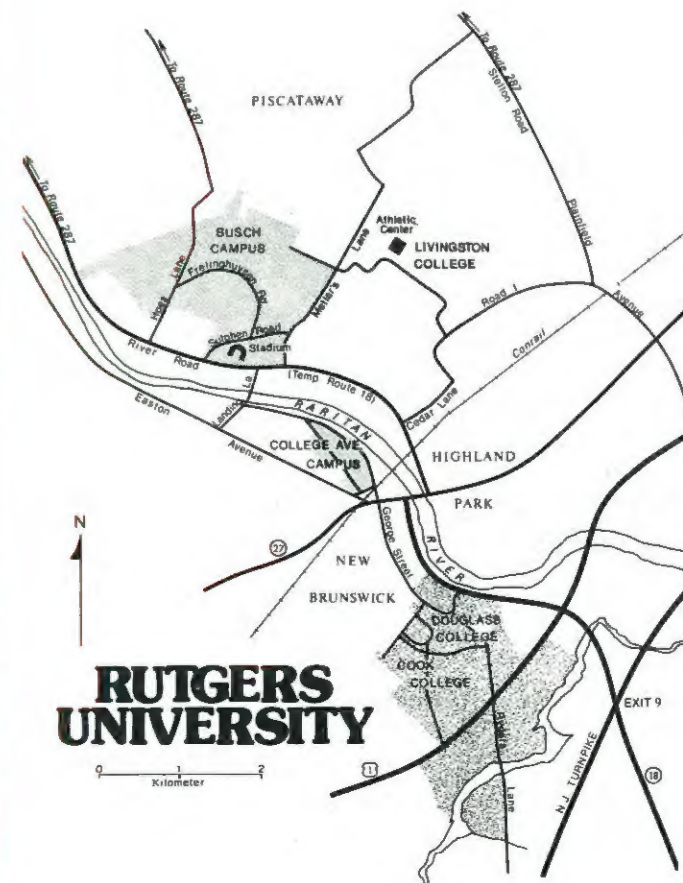 To Route 287
To Route 287
To Route 287
Stelton Road
PISCATAWAY
BUSCH
CAMPUS
Athletic
Center
LIVINGSTON
COLLEGE
Plainfield
Avenue
Hoes Lane
Frelinghuysen Rd.
Metler's Lane
Road 1
Sutphen Road
Stadium
River Road
(Temp Route 18)
Conrail
Cedar Lane
Landing La
Easton
Avenue
RARITAN
RIVER
COLLEGE AVE
CAMPUS
HIGHLAND
PARK
N
27
George Street
NEW
BRUNSWICK
DOUGLASS
COLLEGE
COOK
COLLEGE
RUTGERS
UNIVERSITY
EXIT 9
0 1 2
Kilometer
1
Lane
N.J. TURNPIKE
18